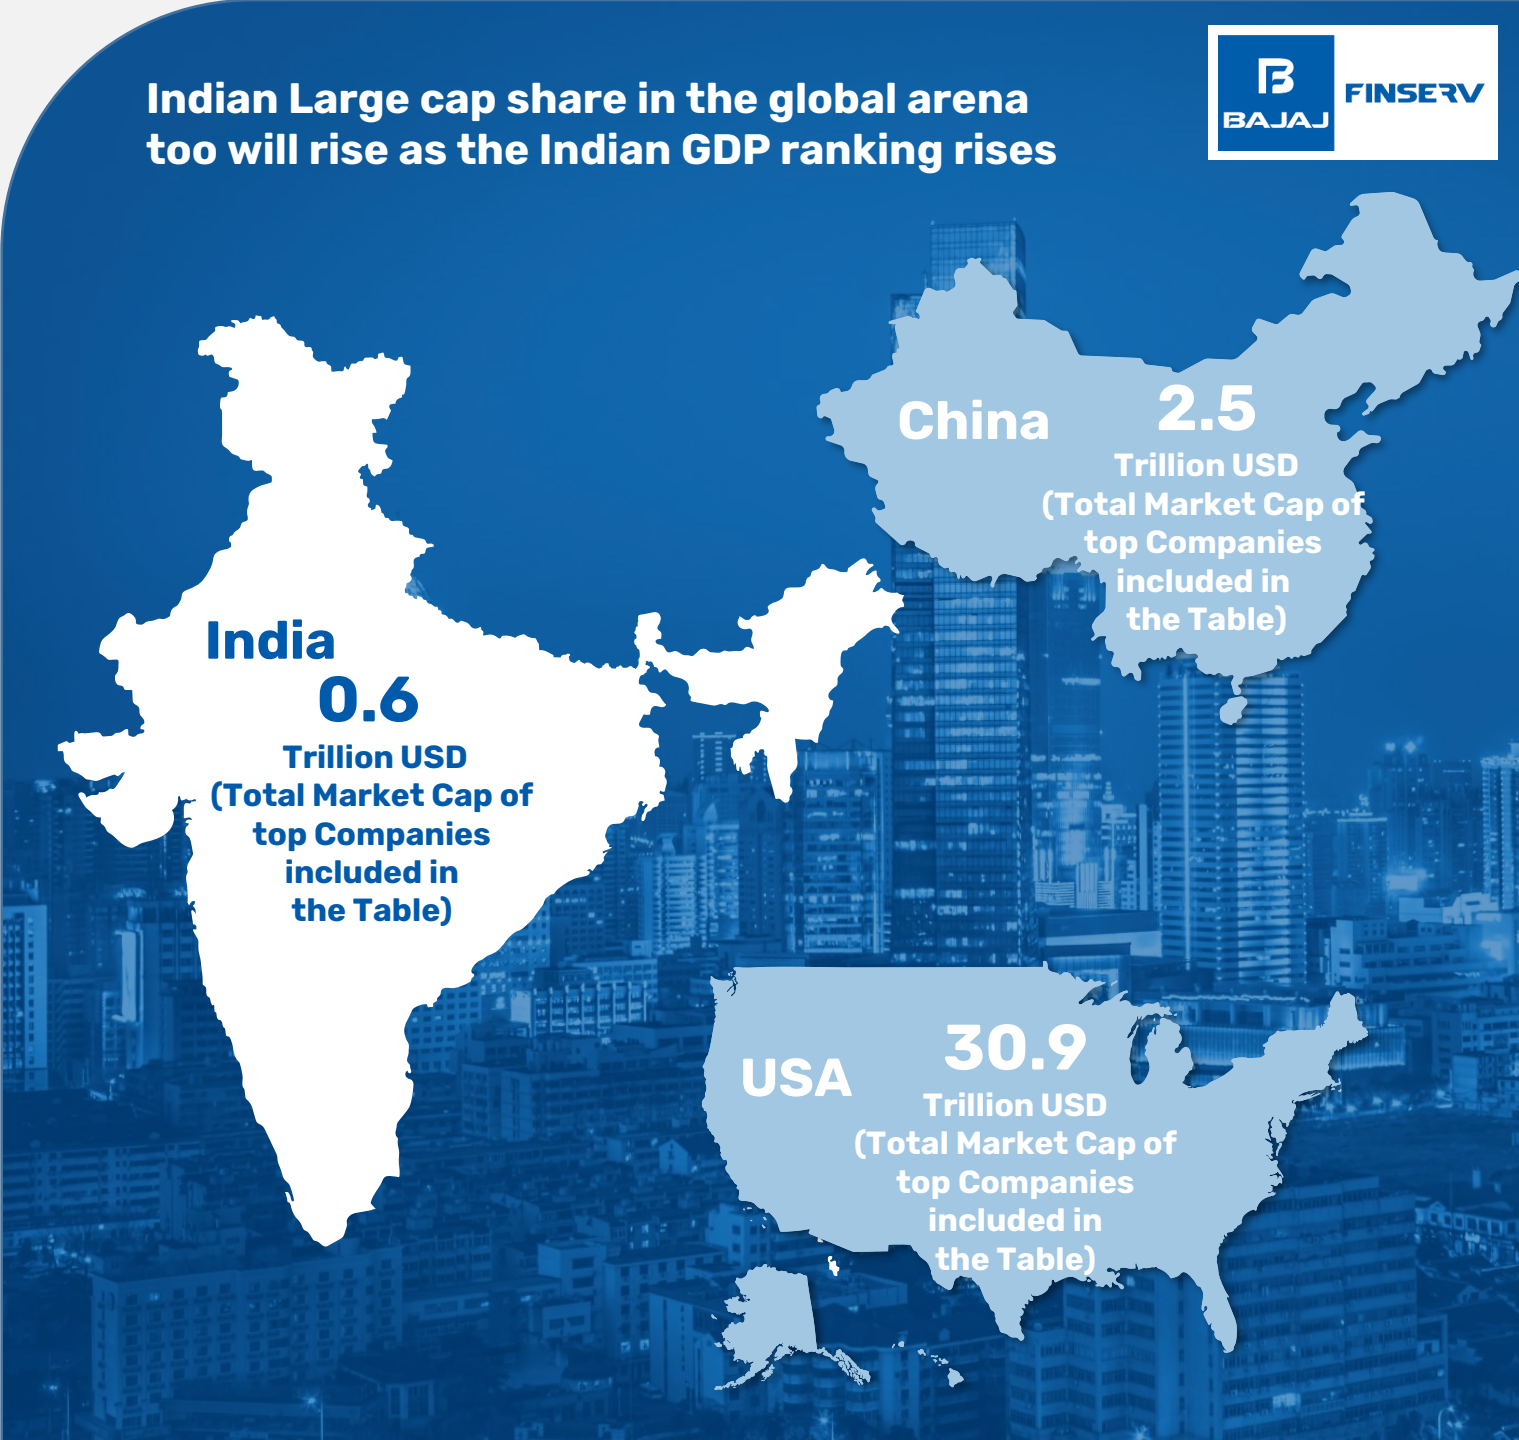 Indian Large cap share in the global arena
too will rise as the Indian GDP ranking rises
B
BAJAJ
FINSERV
China
2.5
Trillion USD
(Total Market Cap of
top Companies
included in
the Table)
India
0.6
Trillion USD
(Total Market Cap of
top Companies
included in
the Table)
USA
30.9
Trillion USD
(Total Market Cap of
top Companies
included in
the Table)